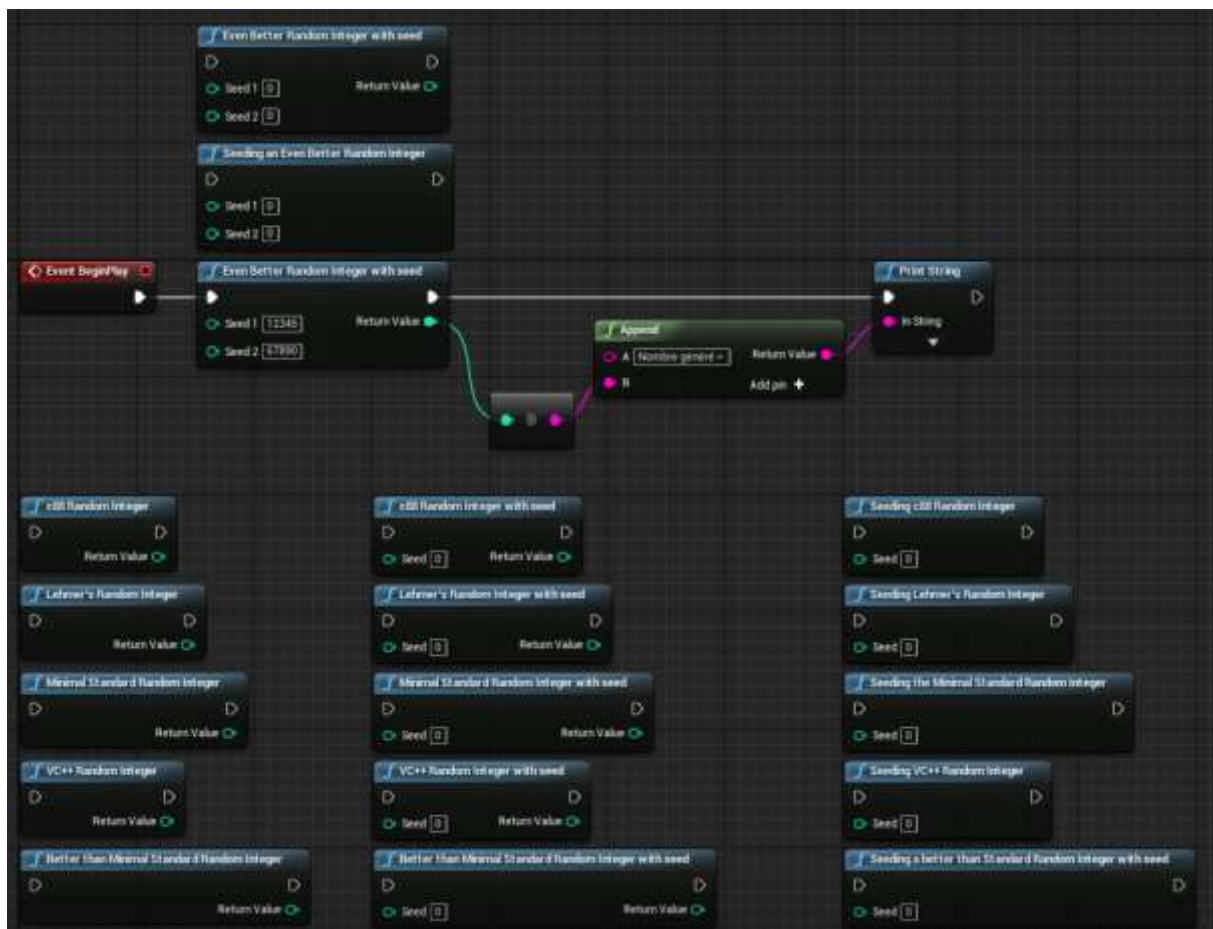 Even Better Random Integer with seed
Seed 1 0 Return Value
Seed 2 0
Seeding an Even Better Random Integer
Seed 1 0
Seed 2 0
Event BeginPlay
Even Better Random Integer with seed
Seed 1 12345 Return Value
Seed 2 67890
Append
A Nombre généré = Return Value
B Add pin +
Print String
In String
c88 Random Integer
Return Value
c88 Random Integer with seed
Seed 0 Return Value
Seeding c88 Random Integer
Seed 0
Lehmer's Random Integer
Return Value
Lehmer's Random Integer with seed
Seed 0 Return Value
Seeding Lehmer's Random Integer
Seed 0
Minimal Standard Random Integer
Return Value
Minimal Standard Random Integer with seed
Seed 0 Return Value
Seeding the Minimal Standard Random Integer
Seed 0
VC++ Random Integer
Return Value
VC++ Random Integer with seed
Seed 0 Return Value
Seeding VC++ Random Integer
Seed 0
Better than Minimal Standard Random Integer
Return Value
Better than Minimal Standard Random Integer with seed
Seed 0 Return Value
Seeding a better than Standard Random Integer with seed
Seed 0